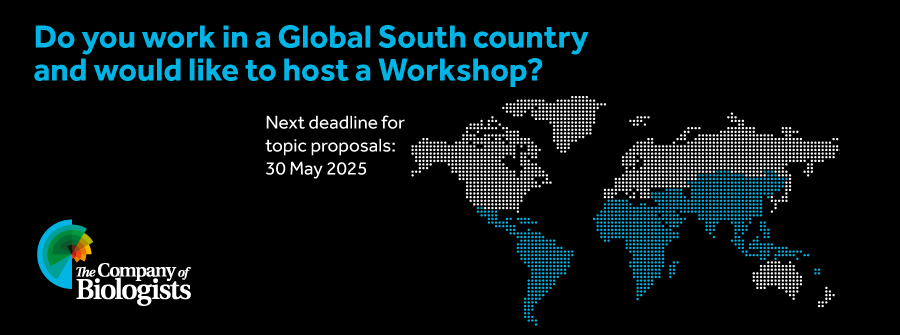 Do you work in a Global South country
and would like to host a Workshop?
Next deadline for
topic proposals:
30 May 2025
The Company of
Biologists